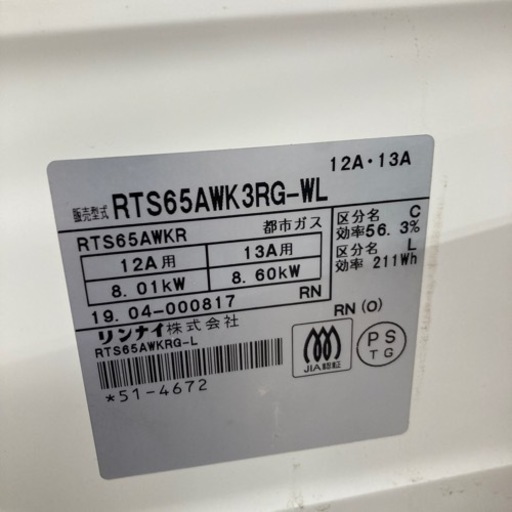 12A・13A
販売型式 RTS65AWK3RG-WL
RTS65AWKR 都市ガス
12A用 13A用
8.01kW 8.60kW
区分名 C
効率56.3%
区分名 L
効率 211Wh
19.04-000817 RN
リンナイ株式会社
RTS65AWKRG-L
*51-4672
RN (O)
JIA認証
PS
TG